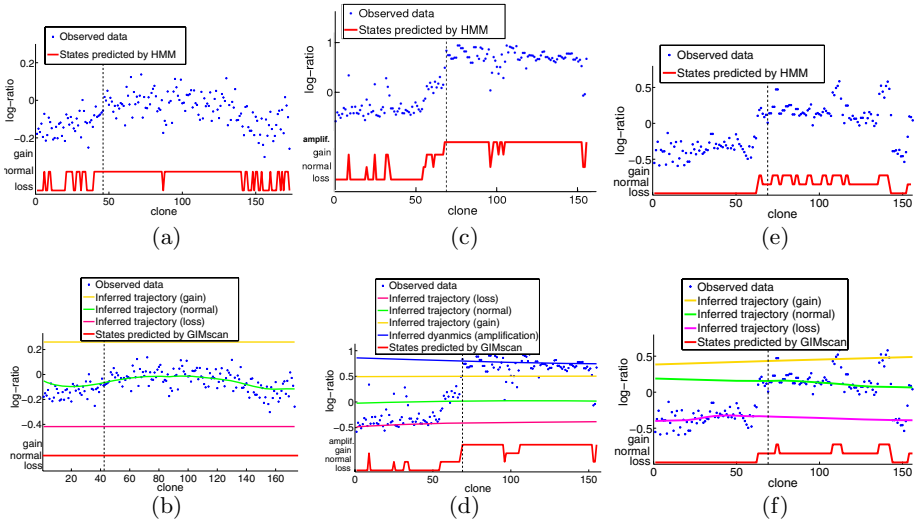 Observed data
States predicted by HMM
log-ratio
0.2
0
-0.2
gain
normal
loss
0
50
100
150
clone
(a)
Observed data
States predicted by HMM
log-ratio
1
0
amplif.
gain
normal
loss
0
50
100
150
clone
(c)
Observed data
States predicted by HMM
log-ratio
0.5
0
-0.5
gain
normal
loss
0
50
100
150
clone
(e)
Observed data
Inferred trajectory (gain)
Inferred trajectory (normal)
Inferred trajectory (loss)
States predicted by GIMscan
log-ratio
0.2
0
-0.2
-0.4
gain
normal
loss
20
40
60
80
100
120
140
160
clone
(b)
Observed data
Inferred trajectory (loss)
Inferred trajectory (normal)
Inferred trajectory (gain)
Inferred dyanmics (amplification)
States predicted by GIMscan
log-ratio
1
0.5
0
-0.5
amplif.
gain
normal
loss
0
50
100
150
clone
(d)
Observed data
Inferred trajectory (gain)
Inferred trajectory (normal)
Inferred trajectory (loss)
States predicted by GIMscan
log-ratio
0.5
0
-0.5
gain
normal
loss
0
50
100
150
clone
(f)